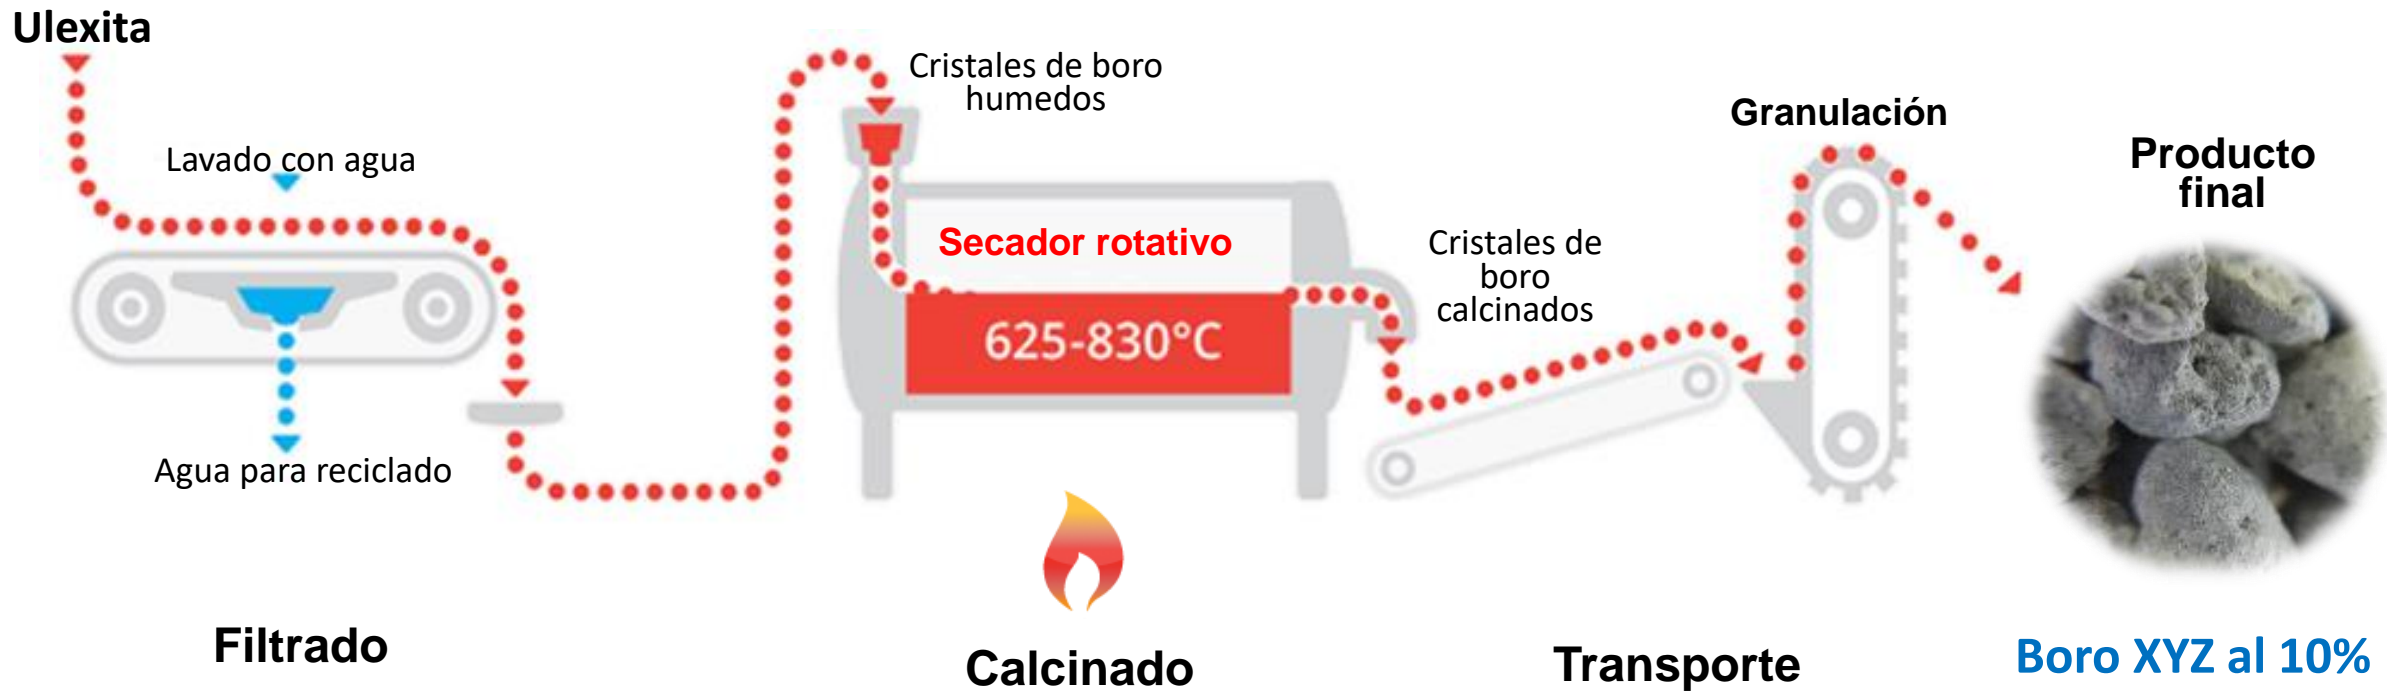 Ulexita
Lavado con agua
Agua para reciclado
Filtrado
Cristales de boro
humedos
Secador rotativo
625-830°C
Calcinado
Cristales de
boro
calcinados
Transporte
Granulación
Producto
final
Boro XYZ al 10%